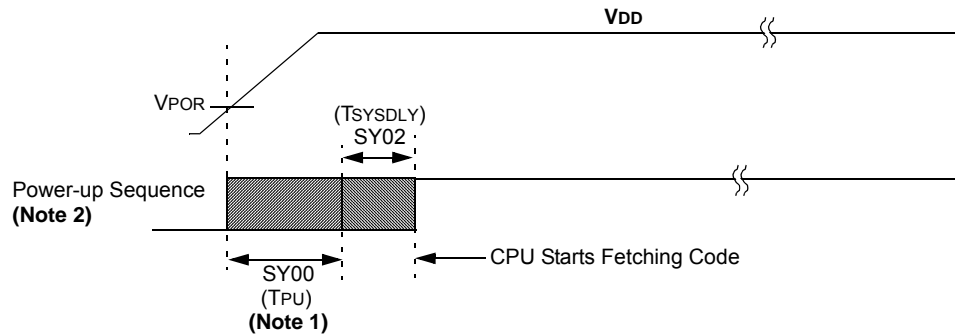 VDD
VPOR
(TSYSDLY)
SY02
Power-up Sequence
(Note 2)
CPU Starts Fetching Code
SY00
(TPU)
(Note 1)